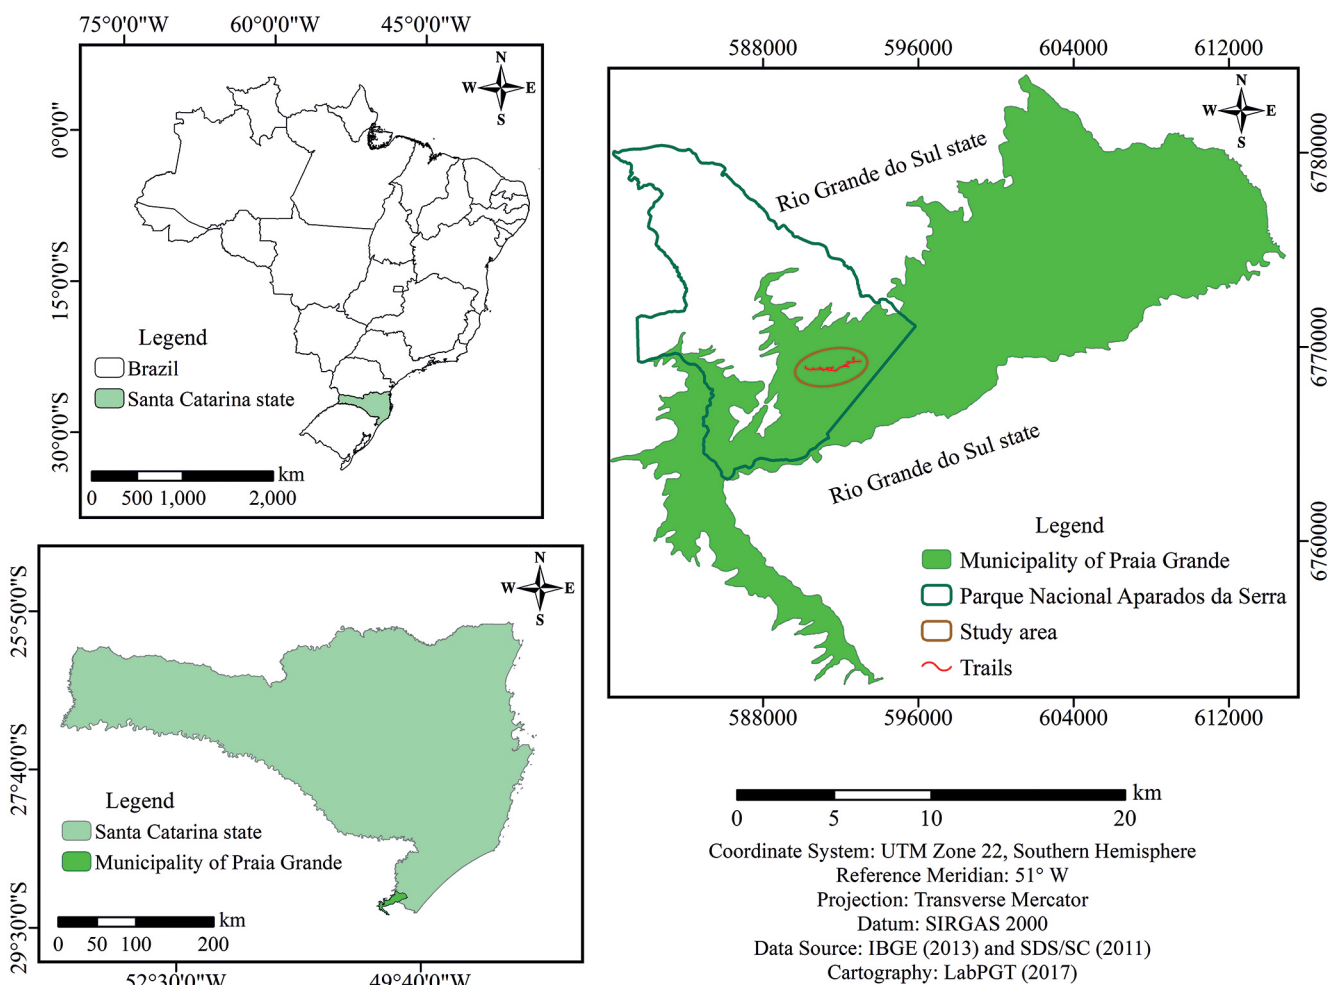 75°0'0"W 60°0'0"W 45°0'0"W
0°0'0"
15°0'0"S
30°0'0"S
N
W E
S
Legend
Brazil
Santa Catarina state
km
0 500 1,000 2,000
25°50'0"S
27°40'0"S
29°30'0"S
N
W E
S
Legend
Santa Catarina state
Municipality of Praia Grande
km
0 50 100 200
52°30'0"W 49°40'0"W
588000 596000 604000 612000
N
W E
S
6780000
6770000
6760000
Rio Grande do Sul state
Rio Grande do Sul state
Legend
Municipality of Praia Grande
Parque Nacional Aparados da Serra
Study area
Trails
588000 596000 604000 612000
km
0 5 10 20
Coordinate System: UTM Zone 22, Southern Hemisphere
Reference Meridian: 51° W
Projection: Transverse Mercator
Datum: SIRGAS 2000
Data Source: IBGE (2013) and SDS/SC (2011)
Cartography: LabPGT (2017)